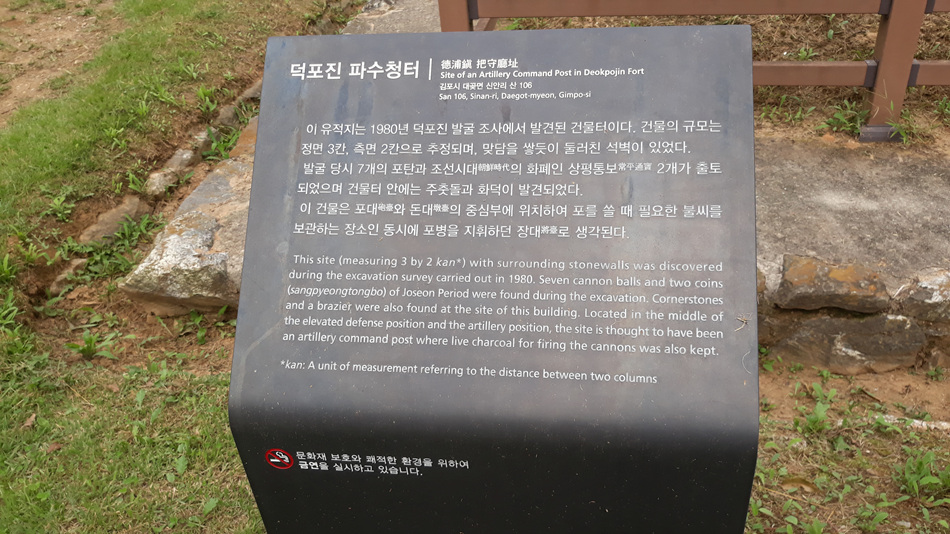 덕포진 파수청터
德浦鎭 把守廳址
Site of an Artillery Command Post in Deokpojin Fort
김포시 대곶면 신안리 산 106
San 106, Sinan-ri, Daegot-myeon, Gimpo-si
이 유적지는 1980년 덕포진 발굴 조사에서 발견된 건물터이다. 건물의 규모는
정면 3칸, 측면 2칸으로 추정되며, 맞담을 쌓듯이 둘러친 석벽이 있었다.
발굴 당시 7개의 포탄과 조선시대朝鮮時代의 화폐인 상평통보常平通寶 2개가 출토
되었으며 건물터 안에는 주춧돌과 화덕이 발견되었다.
이 건물은 포대砲臺와 돈대墩臺의 중심부에 위치하여 포를 쏠 때 필요한 불씨를
보관하는 장소인 동시에 포병을 지휘하던 장대將臺로 생각된다.
This site (measuring 3 by 2 kan*) with surrounding stonewalls was discovered
during the excavation survey carried out in 1980. Seven cannon balls and two coins
(sangpyeongtongbo) of Joseon Period were found during the excavation. Cornerstones
and a brazier were also found at the site of this building. Located in the middle of
the elevated defense position and the artillery position, the site is thought to have been
an artillery command post where live charcoal for firing the cannons was also kept.
*kan: A unit of measurement referring to the distance between two columns
문화재 보호와 쾌적한 환경을 위하여
금연을 실시하고 있습니다.